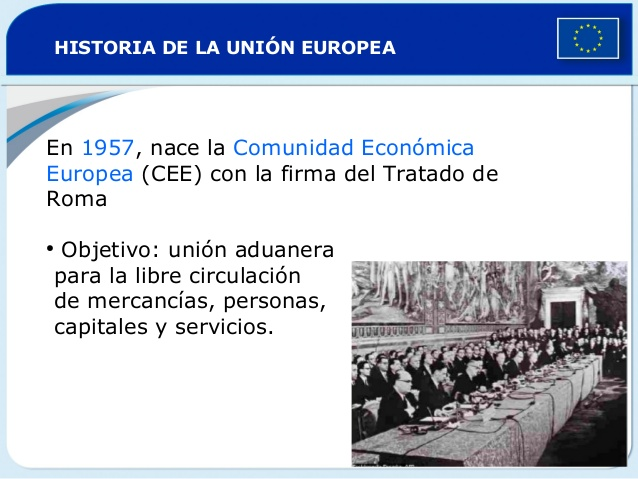 HISTORIA DE LA UNIÓN EUROPEA
En 1957, nace la Comunidad Económica
Europea (CEE) con la firma del Tratado de
Roma
• Objetivo: unión aduanera
para la libre circulación
de mercancías, personas,
capitales y servicios.